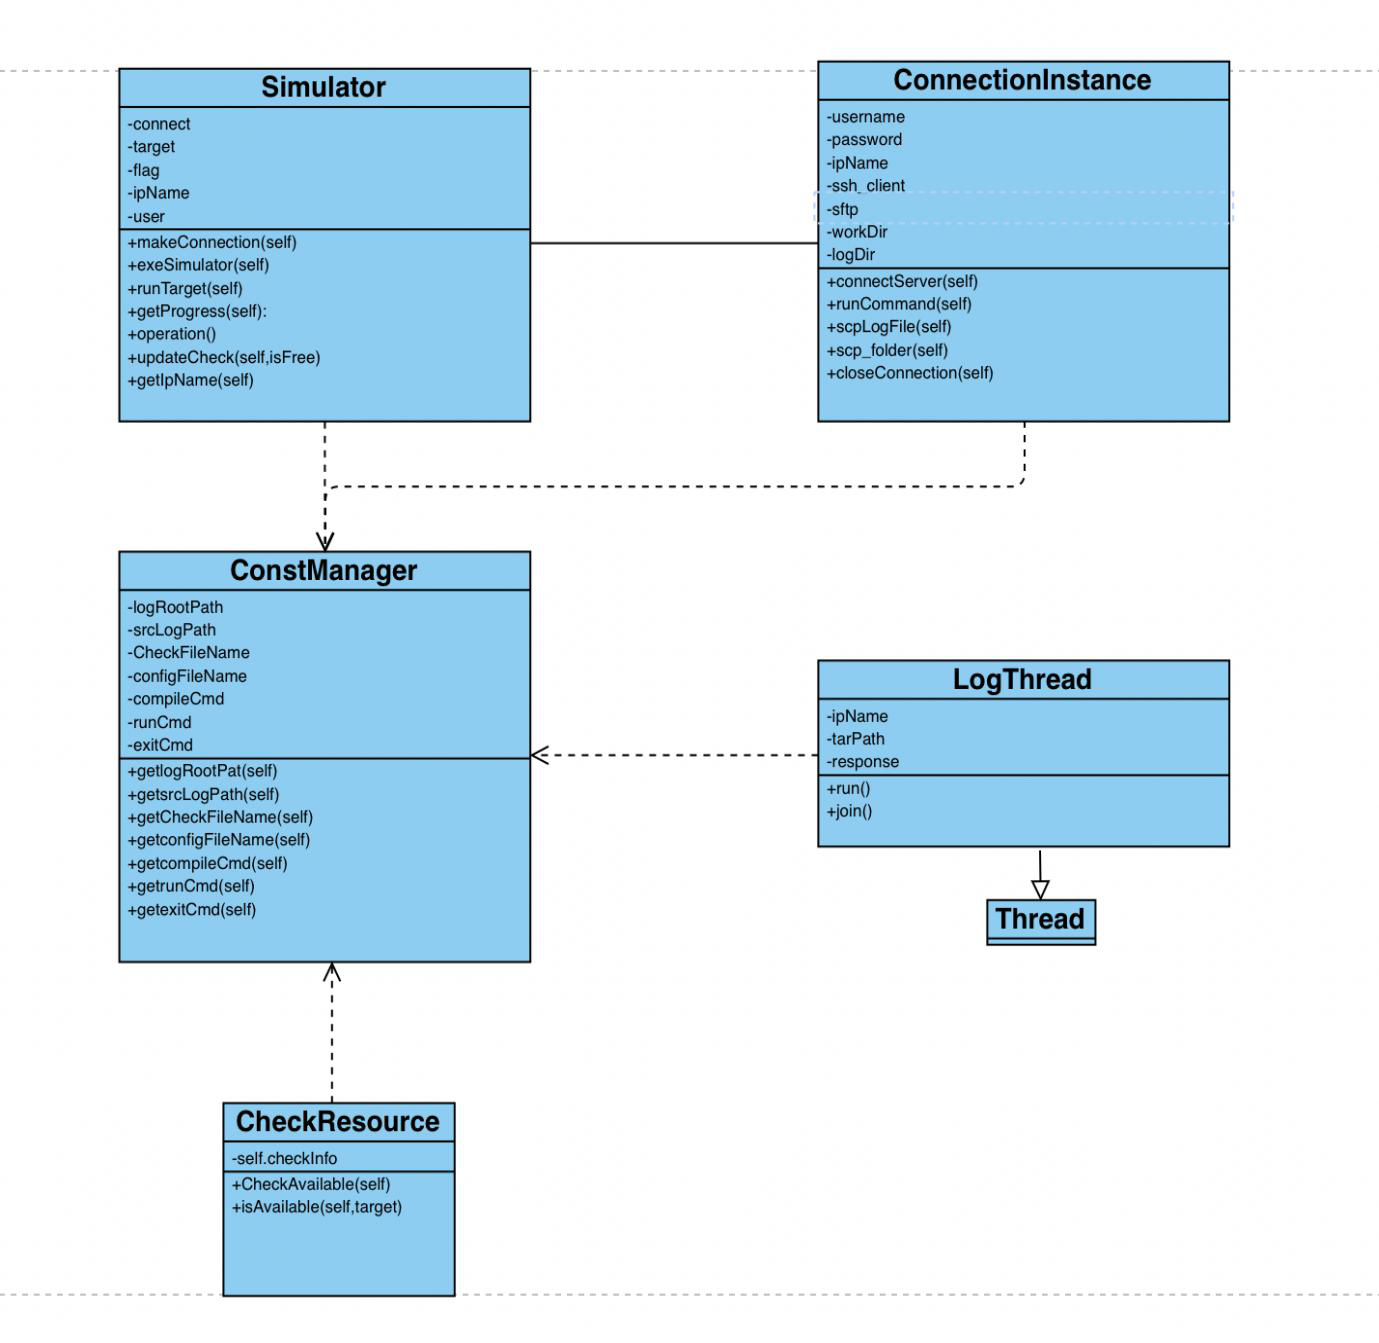 Simulator
-connect
-target
-flag
-ipName
-user
+makeConnection(self)
+exeSimulator(self)
+runTarget(self)
+getProgress(self):
+operation()
+updateCheck(self,isFree)
+getIpName(self)
ConnectionInstance
-username
-password
-ipName
-ssh_client
-sftp
-workDir
-logDir
+connectServer(self)
+runCommand(self)
+scpLogFile(self)
+scp_folder(self)
+closeConnection(self)
ConstManager
-logRootPath
-srcLogPath
-CheckFileName
-configFileName
-compileCmd
-runCmd
-exitCmd
+getlogRootPat(self)
+getsrcLogPath(self)
+getCheckFileName(self)
+getconfigFileName(self)
+getcompileCmd(self)
+getrunCmd(self)
+getexitCmd(self)
LogThread
-ipName
-tarPath
-response
+run()
+join()
Thread
CheckResource
-self.checkInfo
+CheckAvailable(self)
+isAvailable(self,target)